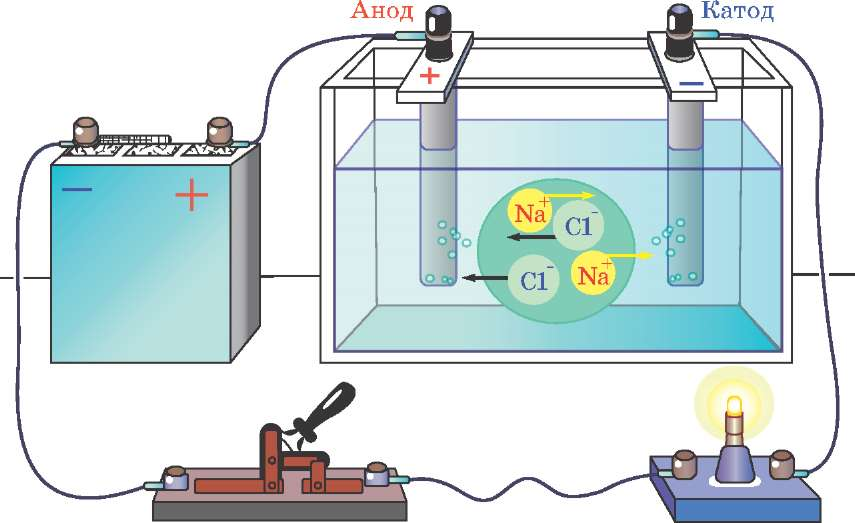 Анод
Катод
+
−
− +
Na+
Cl-
Cl-
Na+